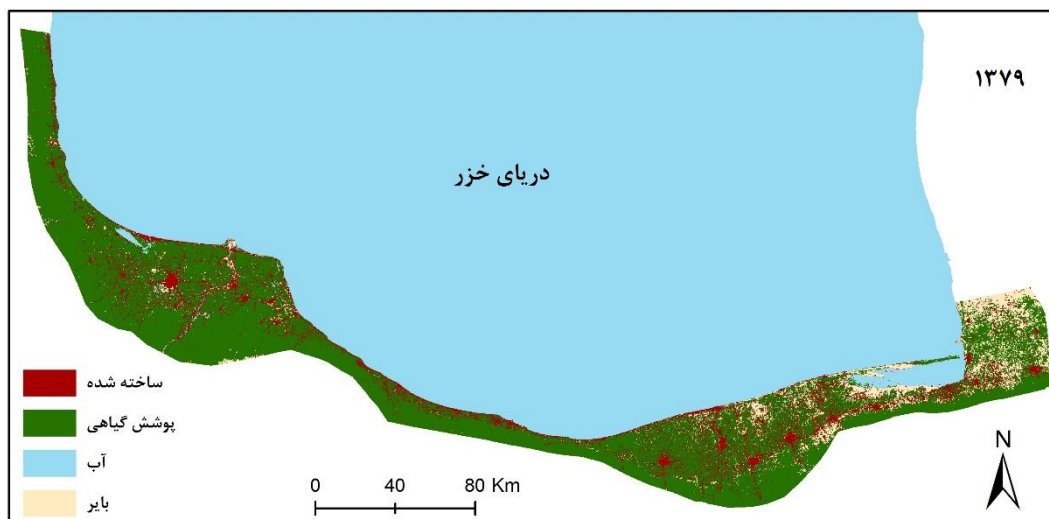 ۱۳۷۹
دریای خزر
ساخته شده
پوشش گیاهی
آب
بایر
0 40 80 Km
N